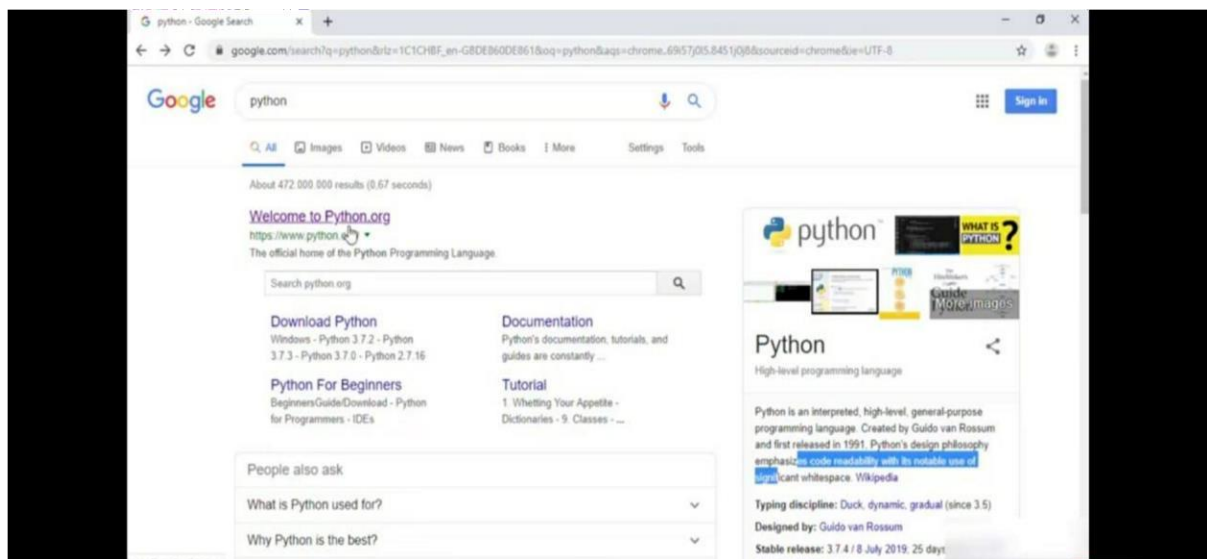 python - Google Search
google.com/search?q=python&rlz=1C1CHBF_en-GBDE860DE861&oq=python&aqs=chrome..69i57j0l5.8451j0j8&sourceid=chrome&ie=UTF-8
Google
python
Sign in
All Images Videos News Books More Settings Tools
About 472.000.000 results (0,67 seconds)
Welcome to Python.org
https://www.python.
The official home of the Python Programming Language.
Search python.org
Download Python
Windows - Python 3.7.2 - Python
3.7.3 - Python 3.7.0 - Python 2.7.16
Documentation
Python's documentation, tutorials, and
guides are constantly ...
Python For Beginners
BeginnersGuide/Download - Python
for Programmers - IDEs
Tutorial
1. Whetting Your Appetite -
Dictionaries - 9. Classes - ...
People also ask
What is Python used for?
Why Python is the best?
python
WHAT IS
PYTHON ?
PYTHON
Guide
More images
Python
High-level programming language
Python is an interpreted, high-level, general-purpose
programming language. Created by Guido van Rossum
and first released in 1991, Python's design philosophy
emphasizes code readability with its notable use of
significant whitespace. Wikipedia
Typing discipline: Duck, dynamic, gradual (since 3.5)
Designed by: Guido van Rossum
Stable release: 3.7.4 / 8 July 2019; 25 days